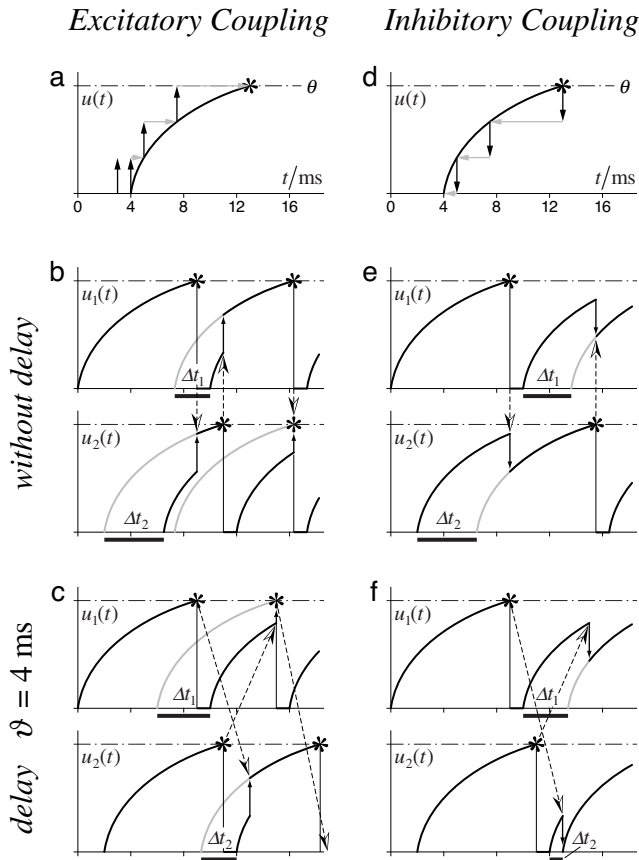 Excitatory Coupling
Inhibitory Coupling
a
u(t)
θ
t/ms
0 4 8 12 16
d
u(t)
θ
t/ms
0 4 8 12 16
without delay
b
u1(t)
Δt1
u2(t)
Δt2
e
u1(t)
Δt1
u2(t)
Δt2
delay ϑ = 4 ms
c
u1(t)
Δt1
u2(t)
Δt2
f
u1(t)
Δt1
u2(t)
Δt2